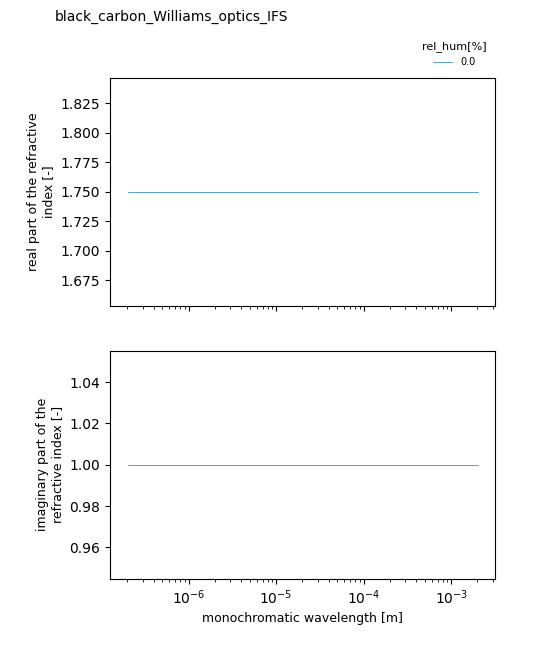 black_carbon_Williams_optics_IFS
rel_hum[%]
0.0
1.825
1.800
1.775
1.750
1.725
1.700
1.675
real part of the refractive
index [-]
1.04
1.02
1.00
0.98
0.96
imaginary part of the
refractive index [-]
10⁻⁶ 10⁻⁵ 10⁻⁴ 10⁻³
monochromatic wavelength [m]